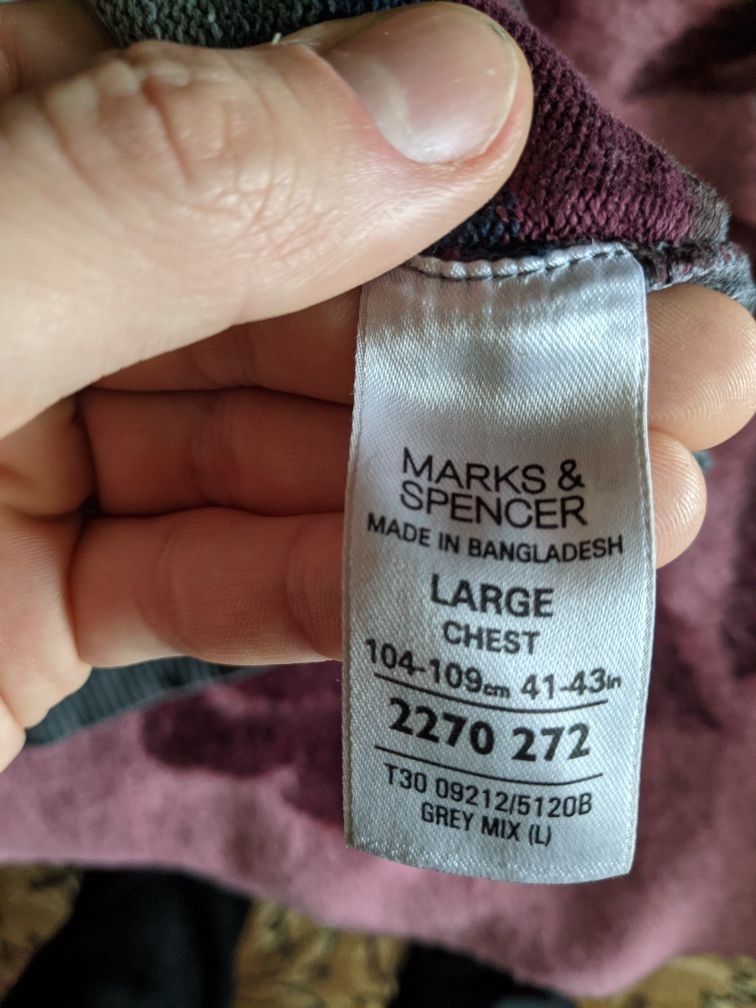 MARKS &
SPENCER
MADE IN BANGLADESH
LARGE
CHEST
104-109cm 41-43in
2270 272
T30 09212/5120B
GREY MIX (L)